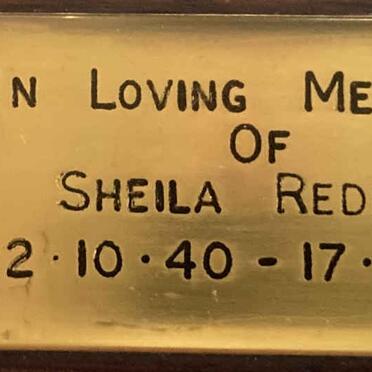 N LOVING ME
OF
SHEILA RED
2·10·40 - 17·